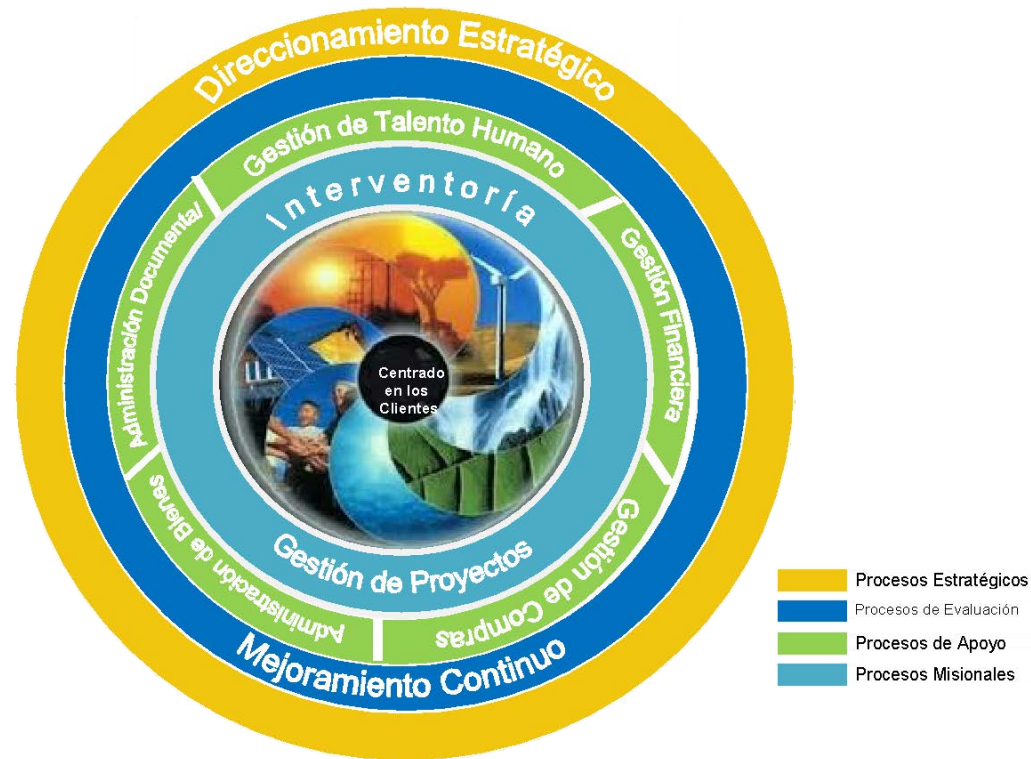 Direccionamiento Estratégico
Gestión de Talento Humano
Interventoría
Administración Documental
Gestión Financiera
Centrado
en los
Clientes
Gestión de Proyectos
Administración de Bienes
Gestión de Compras
Mejoramiento Continuo
Procesos Estratégicos
Procesos de Evaluación
Procesos de Apoyo
Procesos Misionales